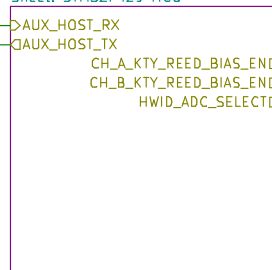 AUX_HOST_RX
AUX_HOST_TX
CH_A_KTY_REED_BIAS_EN
CH_B_KTY_REED_BIAS_EN
HWID_ADC_SELECT